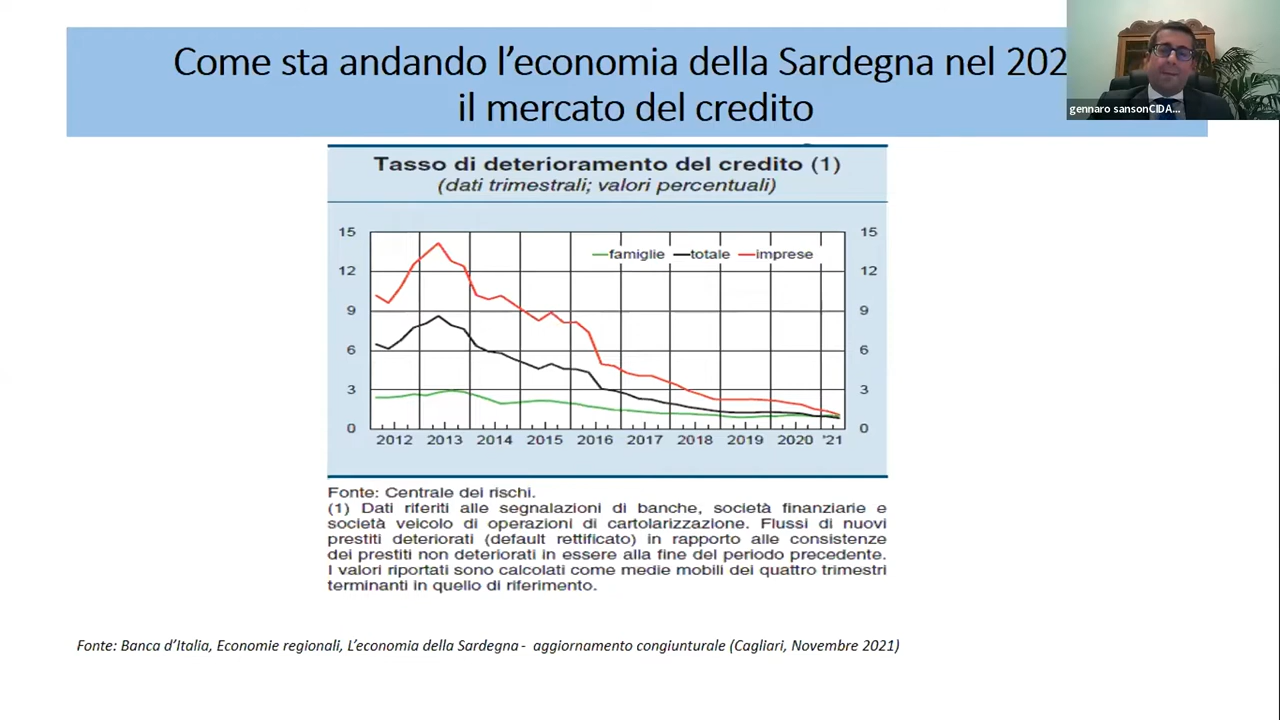 Come sta andando l'economia della Sardegna nel 202
il mercato del credito
gennaro sansonCIDA...
Tasso di deterioramento del credito (1)
(dati trimestrali; valori percentuali)
15 15
12 12
9 9
6 6
3 3
0 0
famiglie totale imprese
2012 2013 2014 2015 2016 2017 2018 2019 2020 '21
Fonte: Centrale dei rischi.
(1) Dati riferiti alle segnalazioni di banche, società finanziarie e
società veicolo di operazioni di cartolarizzazione. Flussi di nuovi
prestiti deteriorati (default rettificato) in rapporto alle consistenze
dei prestiti non deteriorati in essere alla fine del periodo precedente.
I valori riportati sono calcolati come medie mobili dei quattro trimestri
terminanti in quello di riferimento.
Fonte: Banca d'Italia, Economie regionali, L'economia della Sardegna - aggiornamento congiunturale (Cagliari, Novembre 2021)